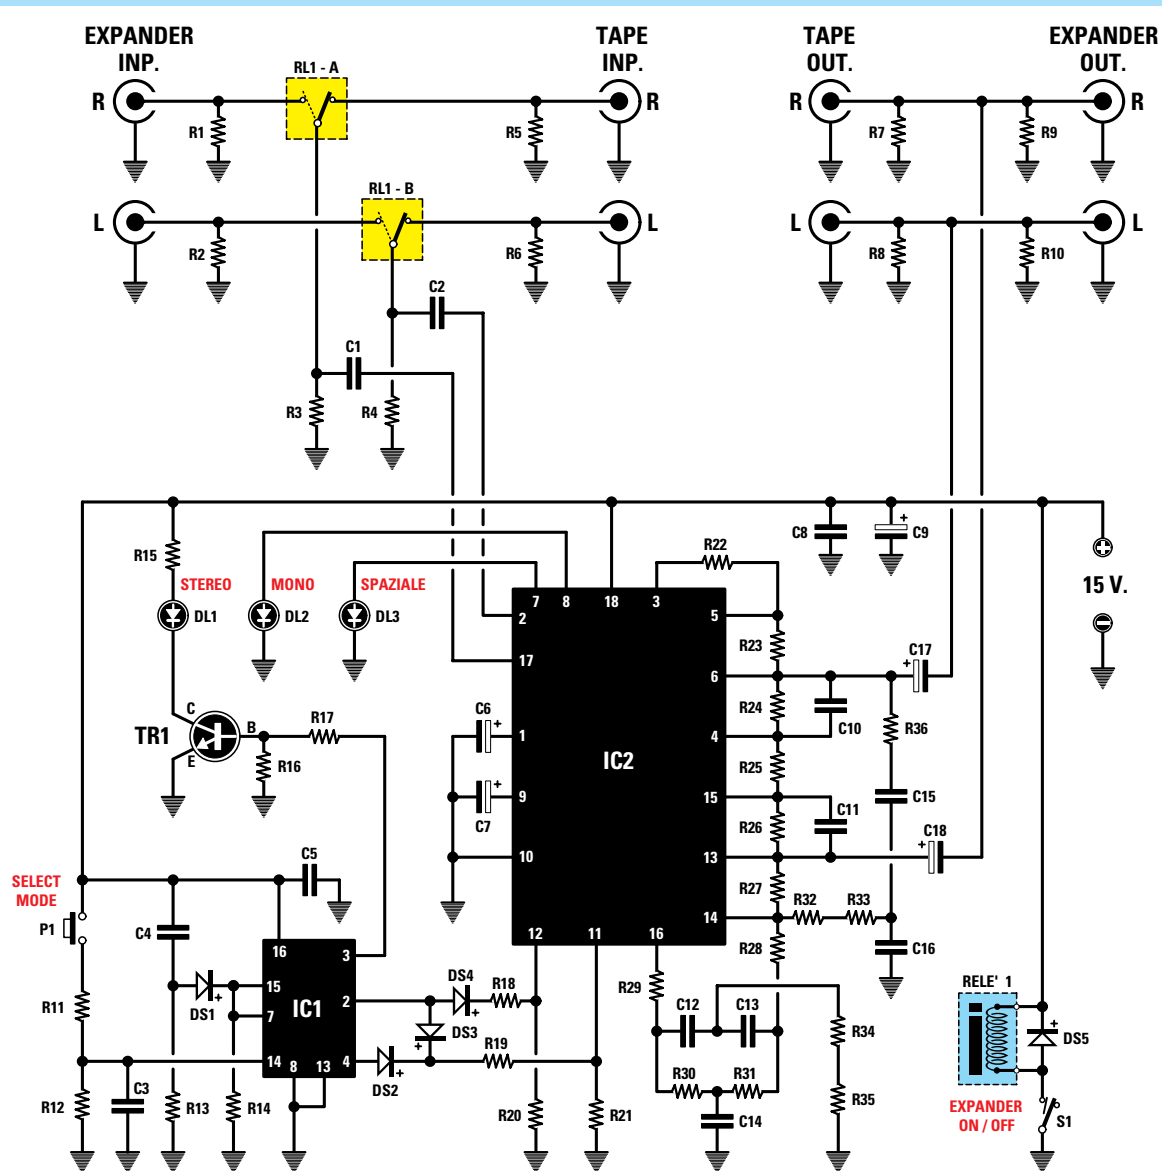 EXPANDER
INP.
TAPE
INP.
TAPE
OUT.
EXPANDER
OUT.
RL1 - A
R
R
R
R
R1
R5
R7
R9
RL1 - B
L
L
L
L
R2
R6
R8
R10
C2
C1
R3
R4
R15
C8
+
C9
R22
STEREO
MONO
SPAZIALE
15 V.
DL1
DL2
DL3
7
8
18
3
2
5
R23
17
6
C17
+
C
B
E
TR1
R17
R16
C6
+
1
R24
4
C10
R36
IC2
R25
C7
+
9
15
C15
R26
C11
+
C18
10
13
C5
R27
SELECT
MODE
P1
C4
R32
R33
14
12
11
16
R28
C16
16
3
R29
DS4
R18
RELE' 1
R11
DS1
+
15
IC1
2
+
C12
C13
7
DS3
+
R34
+
DS5
14
4
DS2
+
R19
8
13
R30
R31
R12
C3
R13
R14
R20
R21
C14
R35
EXPANDER
ON / OFF
S1